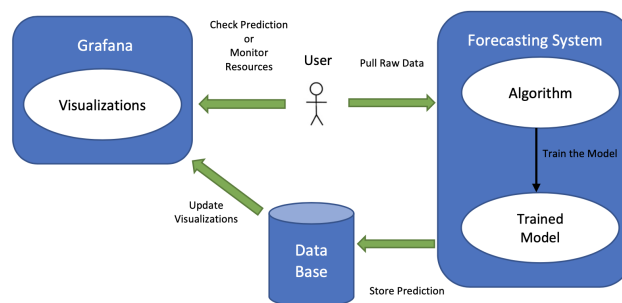 Grafana
Visualizations
Check Prediction
or
Monitor
Resources
User
Pull Raw Data
Forecasting System
Algorithm
Train the Model
Trained
Model
Update
Visualizations
Data
Base
Store Prediction